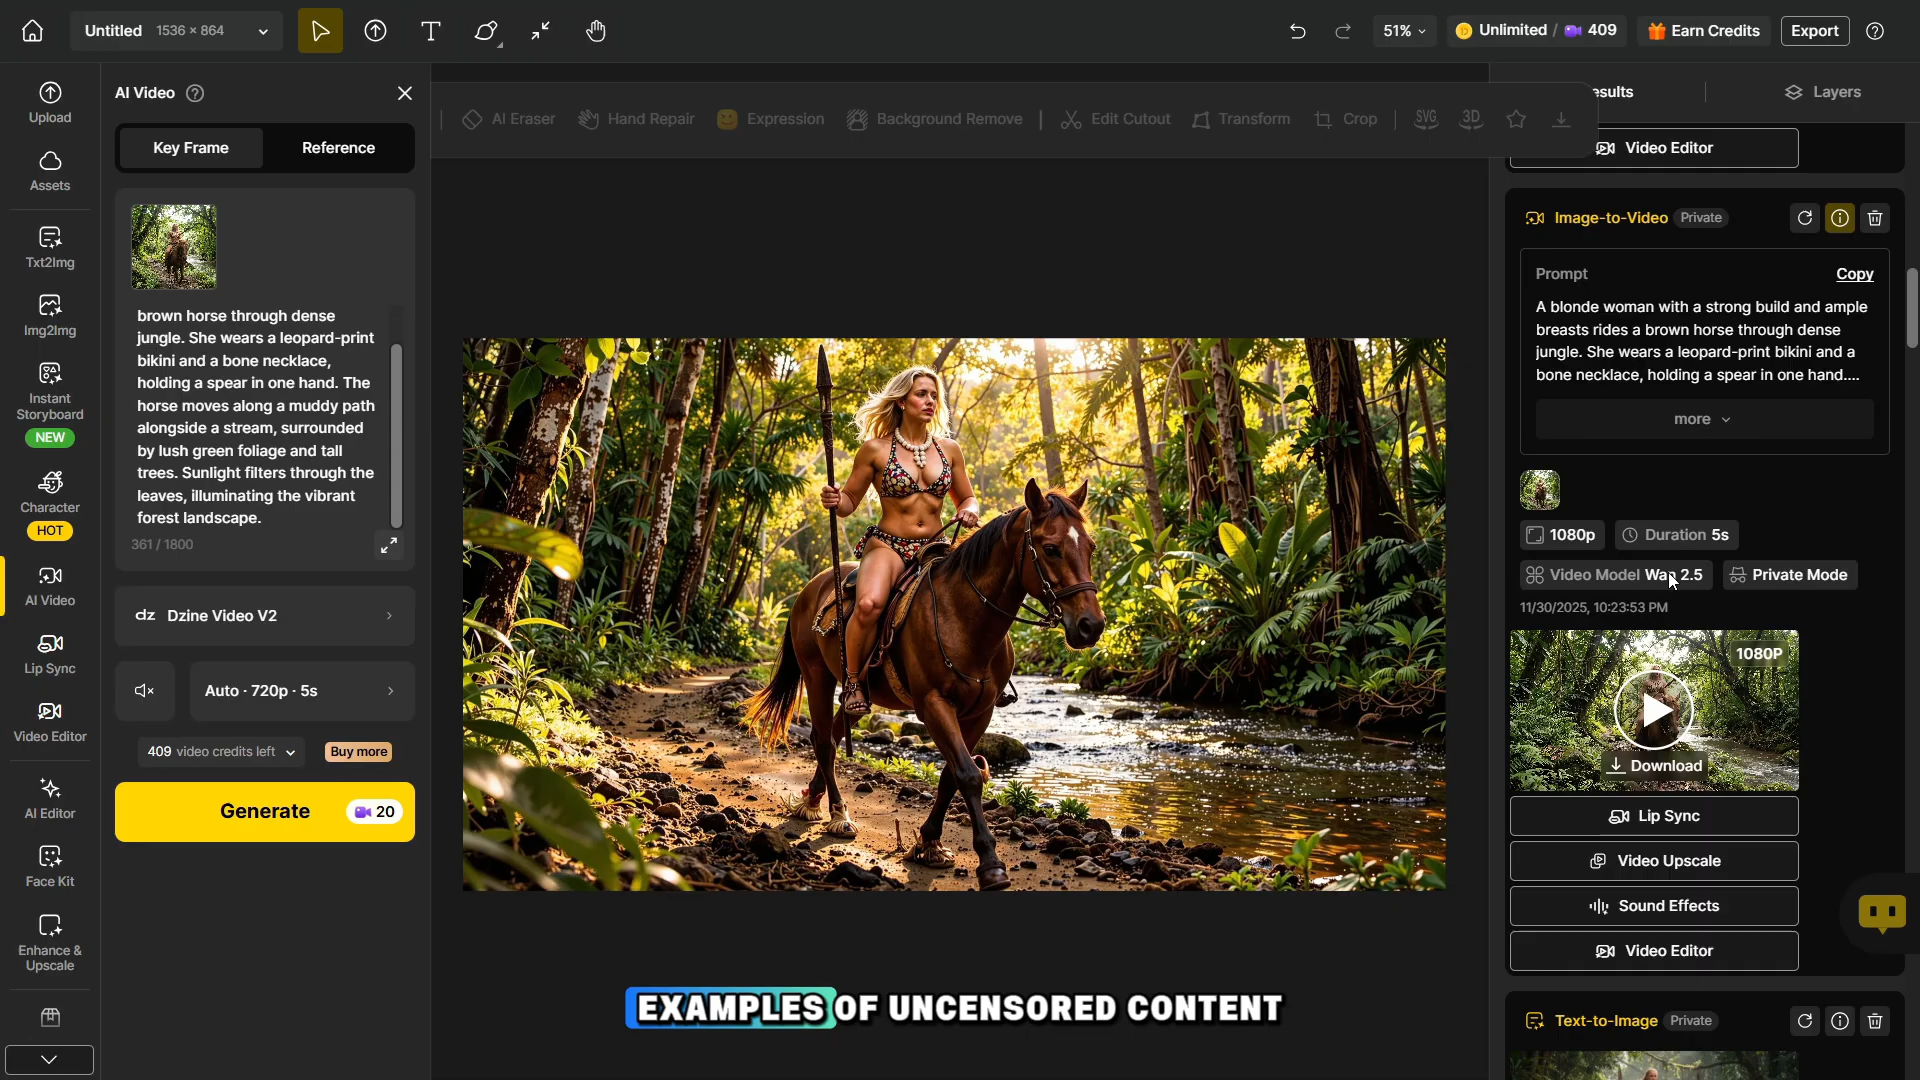 Untitled 1536 × 864
51%
Unlimited / 409
Earn Credits
Export
Upload
Assets
Txt2Img
Img2Img
Instant
Storyboard
NEW
Character
HOT
AI Video
Lip Sync
Video Editor
AI Editor
Face Kit
Enhance &
Upscale
AI Video
Key Frame
Reference
brown horse through dense
jungle. She wears a leopard-print
bikini and a bone necklace,
holding a spear in one hand. The
horse moves along a muddy path
alongside a stream, surrounded
by lush green foliage and tall
trees. Sunlight filters through the
leaves, illuminating the vibrant
forest landscape.
361 / 1800
dz Dzine Video V2
Auto · 720p · 5s
409 video credits left
Buy more
Generate
20
AI Eraser
Hand Repair
Expression
Background Remove
Edit Cutout
Transform
Crop
SVG
3D
EXAMPLES OF UNCENSORED CONTENT
esults
Layers
Video Editor
Image-to-Video Private
Prompt
Copy
A blonde woman with a strong build and ample
breasts rides a brown horse through dense
jungle. She wears a leopard-print bikini and a
bone necklace, holding a spear in one hand....
more
1080p
Duration 5s
Video Model Wan 2.5
Private Mode
11/30/2025, 10:23:53 PM
1080P
Download
Lip Sync
Video Upscale
Sound Effects
Video Editor
Text-to-Image Private